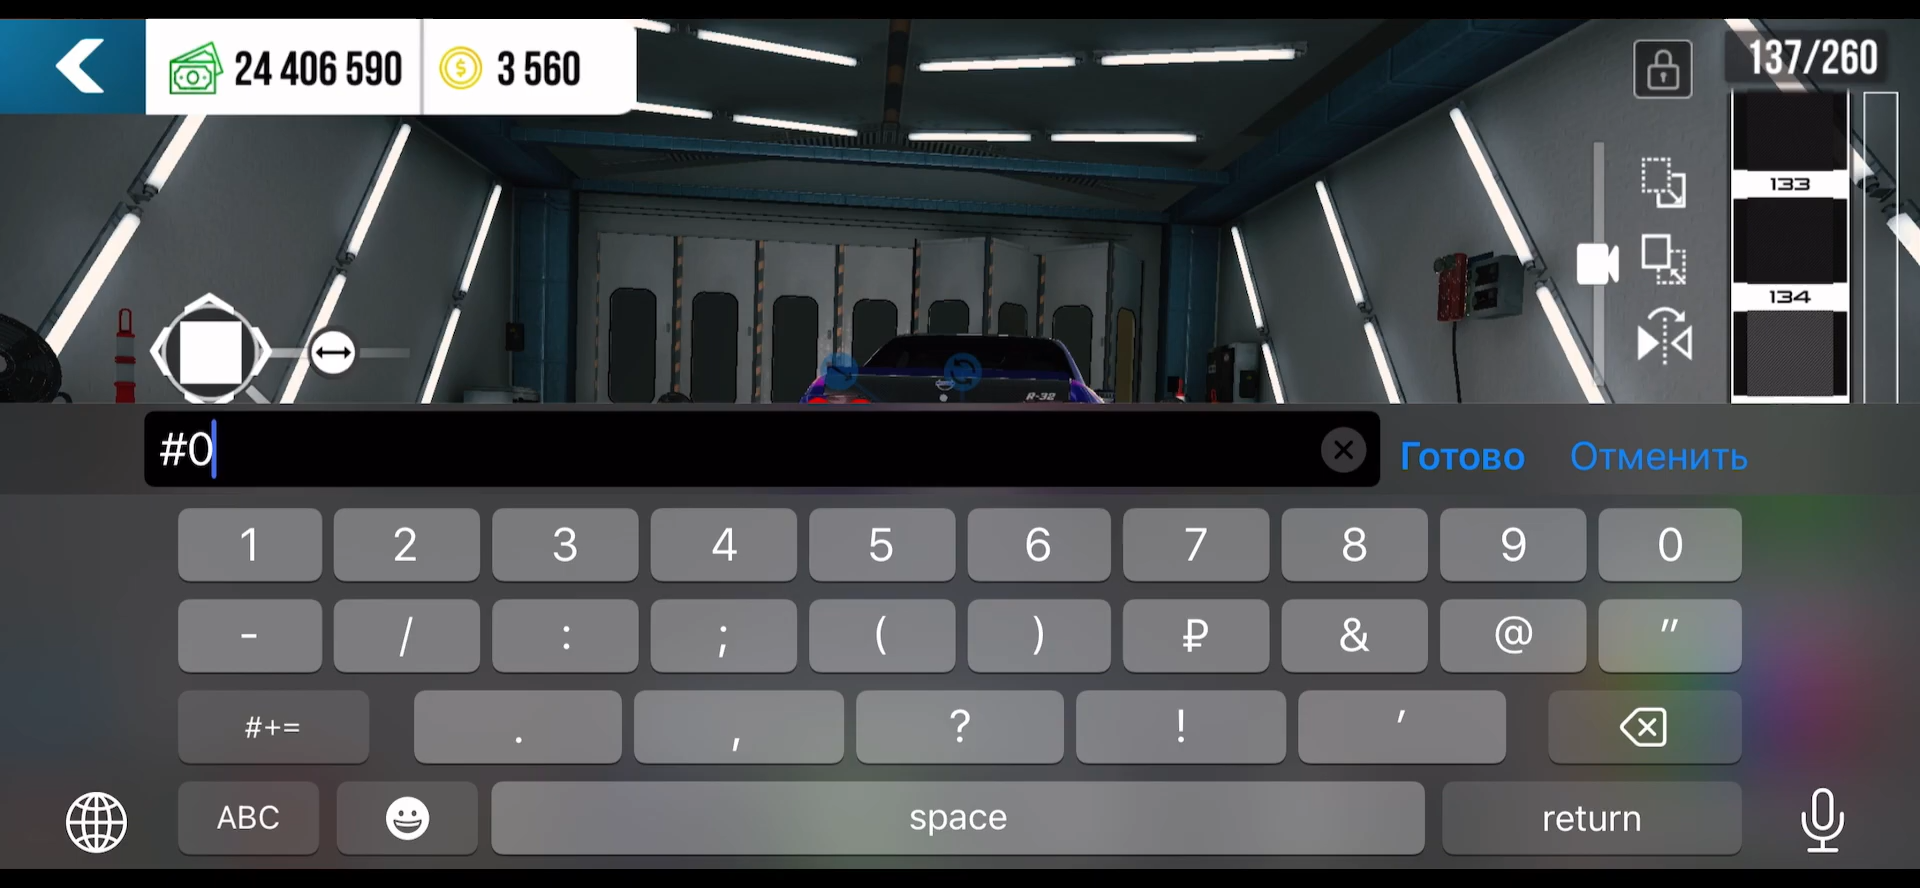 24 406 590
3 560
137/260
133
134
R-32
#0
Готово
Отменить
1 2 3 4 5 6 7 8 9 0
- / : ; ( ) ₽ & @ "
#+= . , ? ! '
ABC space return